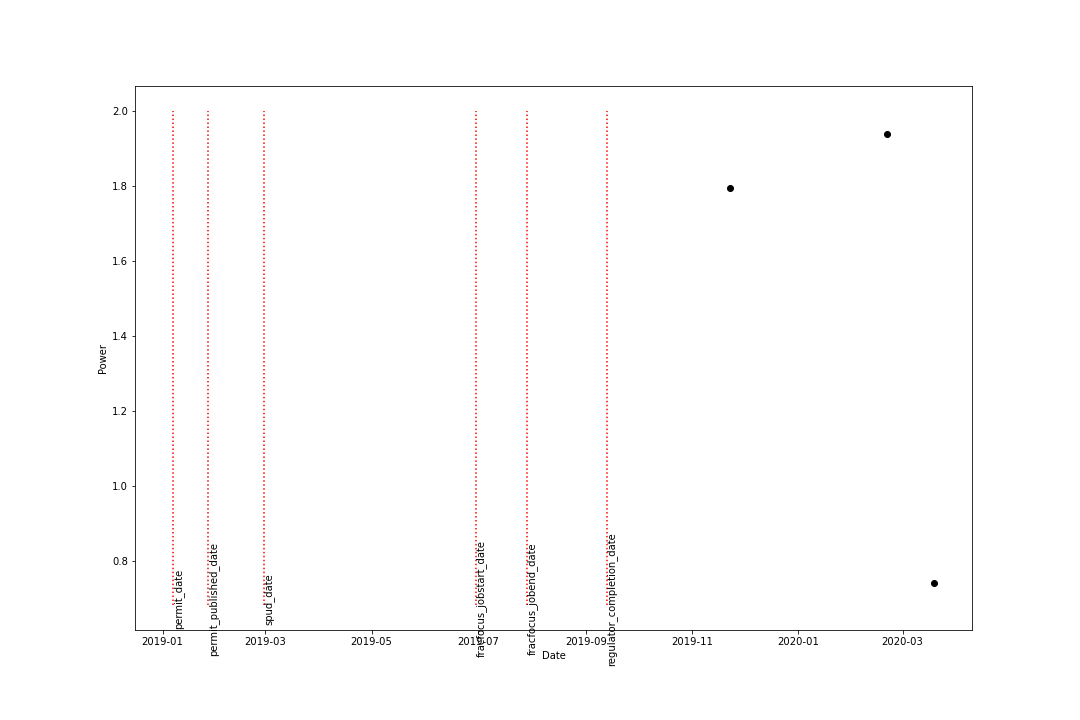 2.0
1.8
1.6
1.4
1.2
1.0
0.8
Power
permit_date
permit_published_date
spud_date
fracfocus_jobstart_date
fracfocus_jobend_date
regulator_completion_date
2019-01
2019-03
2019-05
2019-07
2019-09
2019-11
2020-01
2020-03
Date